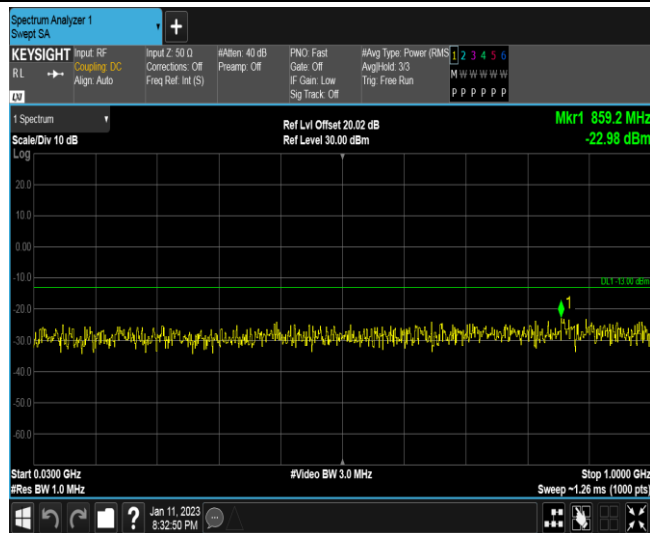 Spectrum Analyzer 1
Swept SA
+
KEYSIGHT
RL
Input: RF
Coupling: DC
Align: Auto
Input Z: 50 Ω
Corrections: Off
Freq Ref: Int (S)
#Atten: 40 dB
Preamp: Off
PNO: Fast
Gate: Off
IF Gain: Low
Sig Track: Off
#Avg Type: Power (RMS
Avg|Hold: 3/3
Trig: Free Run
1 2 3 4 5 6
M W W W W W
P P P P P P
LXI
1 Spectrum
Scale/Div 10 dB
Ref Lvl Offset 20.02 dB
Ref Level 30.00 dBm
Mkr1 859.2 MHz
-22.98 dBm
Log
20.0
10.0
0.00
-10.0
DL1 -13.00 dBm
-20.0
1
-30.0
-40.0
-50.0
-60.0
Start 0.0300 GHz
#Video BW 3.0 MHz
Stop 1.0000 GHz
#Res BW 1.0 MHz
Sweep ~1.26 ms (1000 pts)
?
Jan 11, 2023
8:32:50 PM